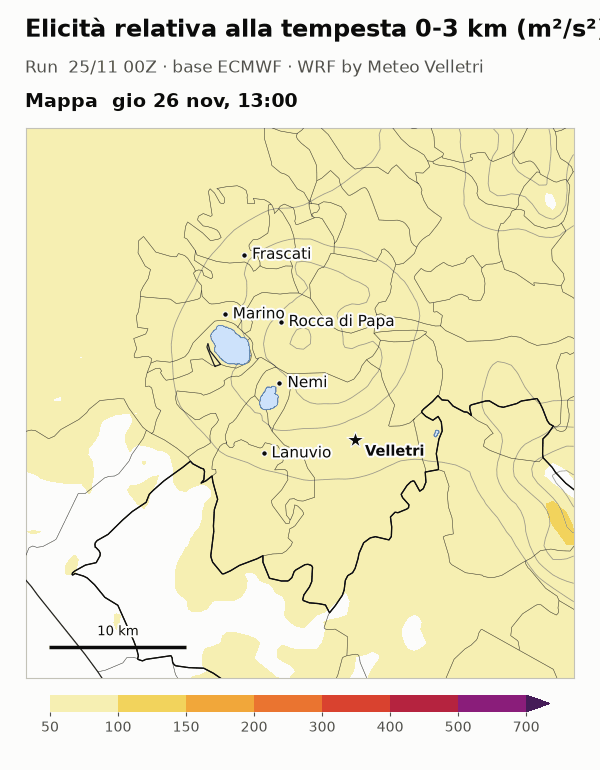 Elicità relativa alla tempesta 0-3 km (m²/s²)
Run  25/11 00Z · base ECMWF · WRF by Meteo Velletri
Mappa  gio 26 nov, 13:00
Frascati
Marino
Rocca di Papa
Nemi
Velletri
Lanuvio
10 km
50 100 150 200 300 400 500 700